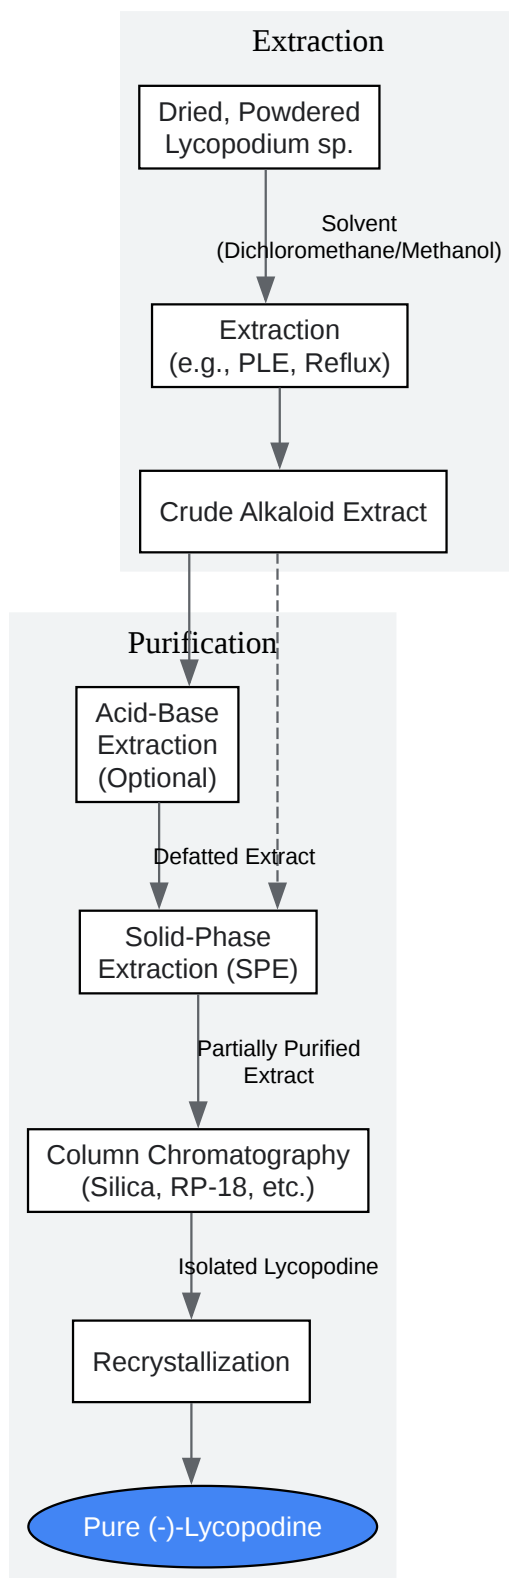 Extraction
Dried, Powdered
Lycopodium sp.
Solvent
(Dichloromethane/Methanol)
Extraction
(e.g., PLE, Reflux)
Crude Alkaloid Extract
Purification
Acid-Base
Extraction
(Optional)
Defatted Extract
Solid-Phase
Extraction (SPE)
Partially Purified
Extract
Column Chromatography
(Silica, RP-18, etc.)
Isolated Lycopodine
Recrystallization
Pure (-)-Lycopodine